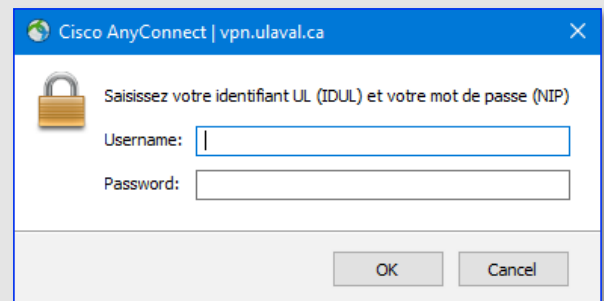 Cisco AnyConnect | vpn.ulaval.ca
Saisissez votre identifiant UL (IDUL) et votre mot de passe (NIP)
Username:
Password:
OK Cancel